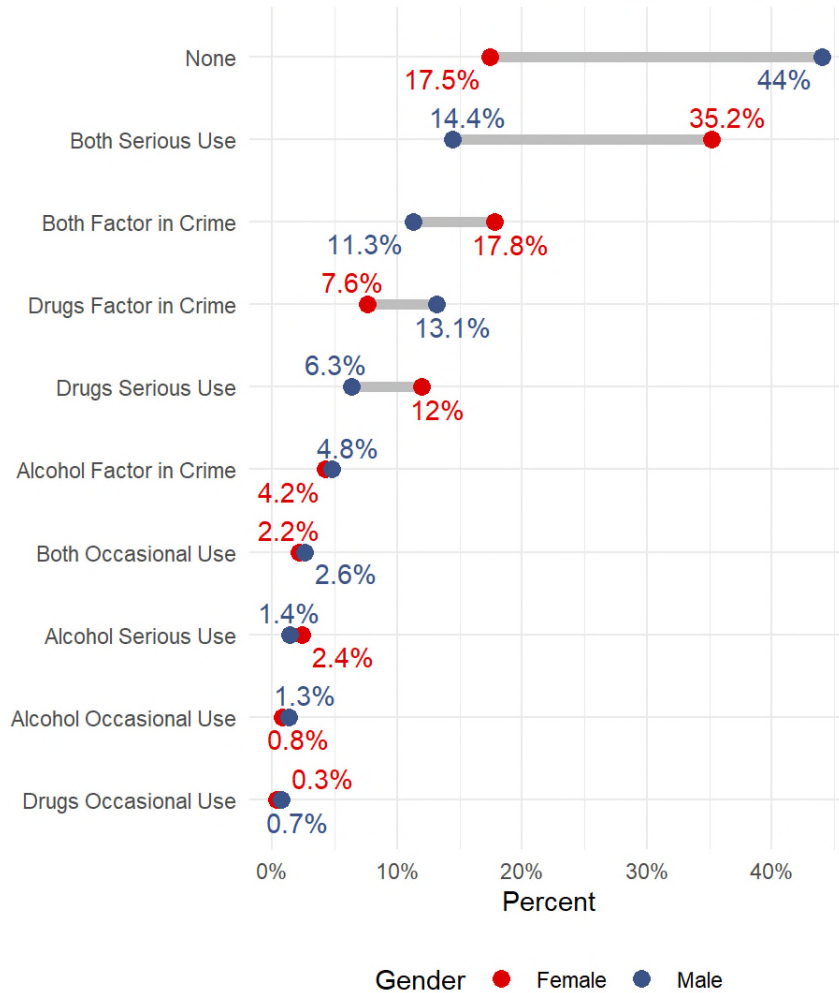 None
17.5%
44%
14.4%
35.2%
Both Serious Use
Both Factor in Crime
11.3%
17.8%
7.6%
Drugs Factor in Crime
13.1%
6.3%
Drugs Serious Use
12%
4.8%
Alcohol Factor in Crime
4.2%
2.2%
Both Occasional Use
2.6%
1.4%
Alcohol Serious Use
2.4%
1.3%
Alcohol Occasional Use
0.8%
0.3%
Drugs Occasional Use
0.7%
0% 10% 20% 30% 40%
Percent
Gender Female Male